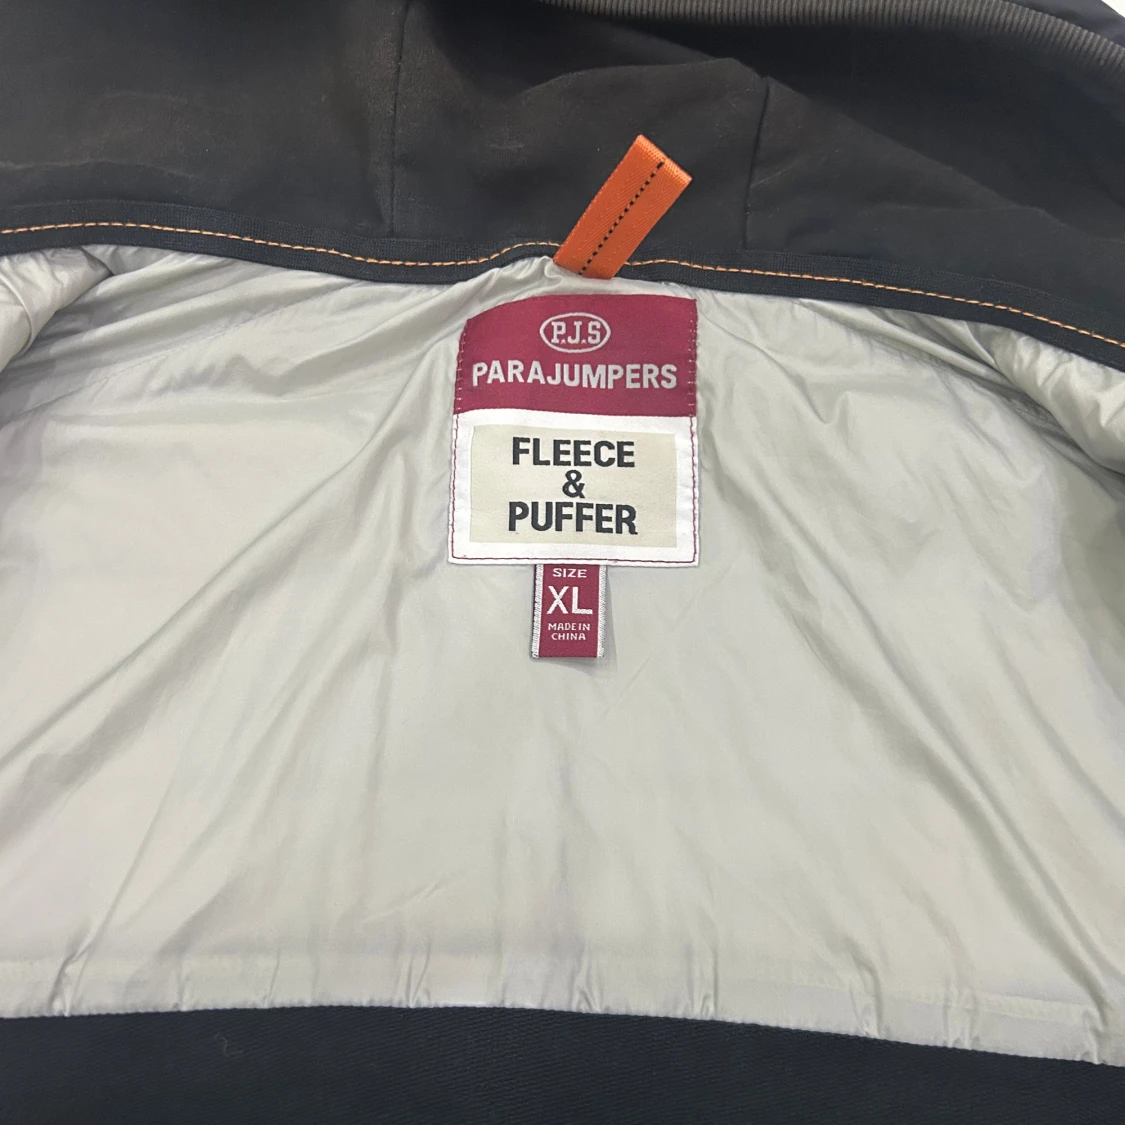 P.J.S
PARAJUMPERS
FLEECE
&
PUFFER
SIZE
XL
MADE IN
CHINA